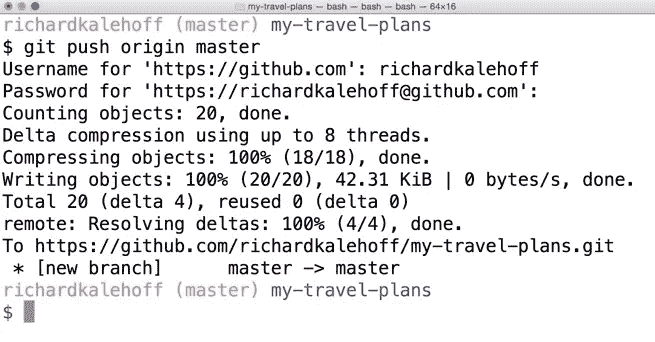 my-travel-plans — bash — bash — bash — 64×16
richardkalehoff (master) my-travel-plans
$ git push origin master
Username for 'https://github.com': richardkalehoff
Password for 'https://richardkalehoff@github.com':
Counting objects: 20, done.
Delta compression using up to 8 threads.
Compressing objects: 100% (18/18), done.
Writing objects: 100% (20/20), 42.31 KiB | 0 bytes/s, done.
Total 20 (delta 4), reused 0 (delta 0)
remote: Resolving deltas: 100% (4/4), done.
To https://github.com/richardkalehoff/my-travel-plans.git
 * [new branch]      master -> master
richardkalehoff (master) my-travel-plans
$